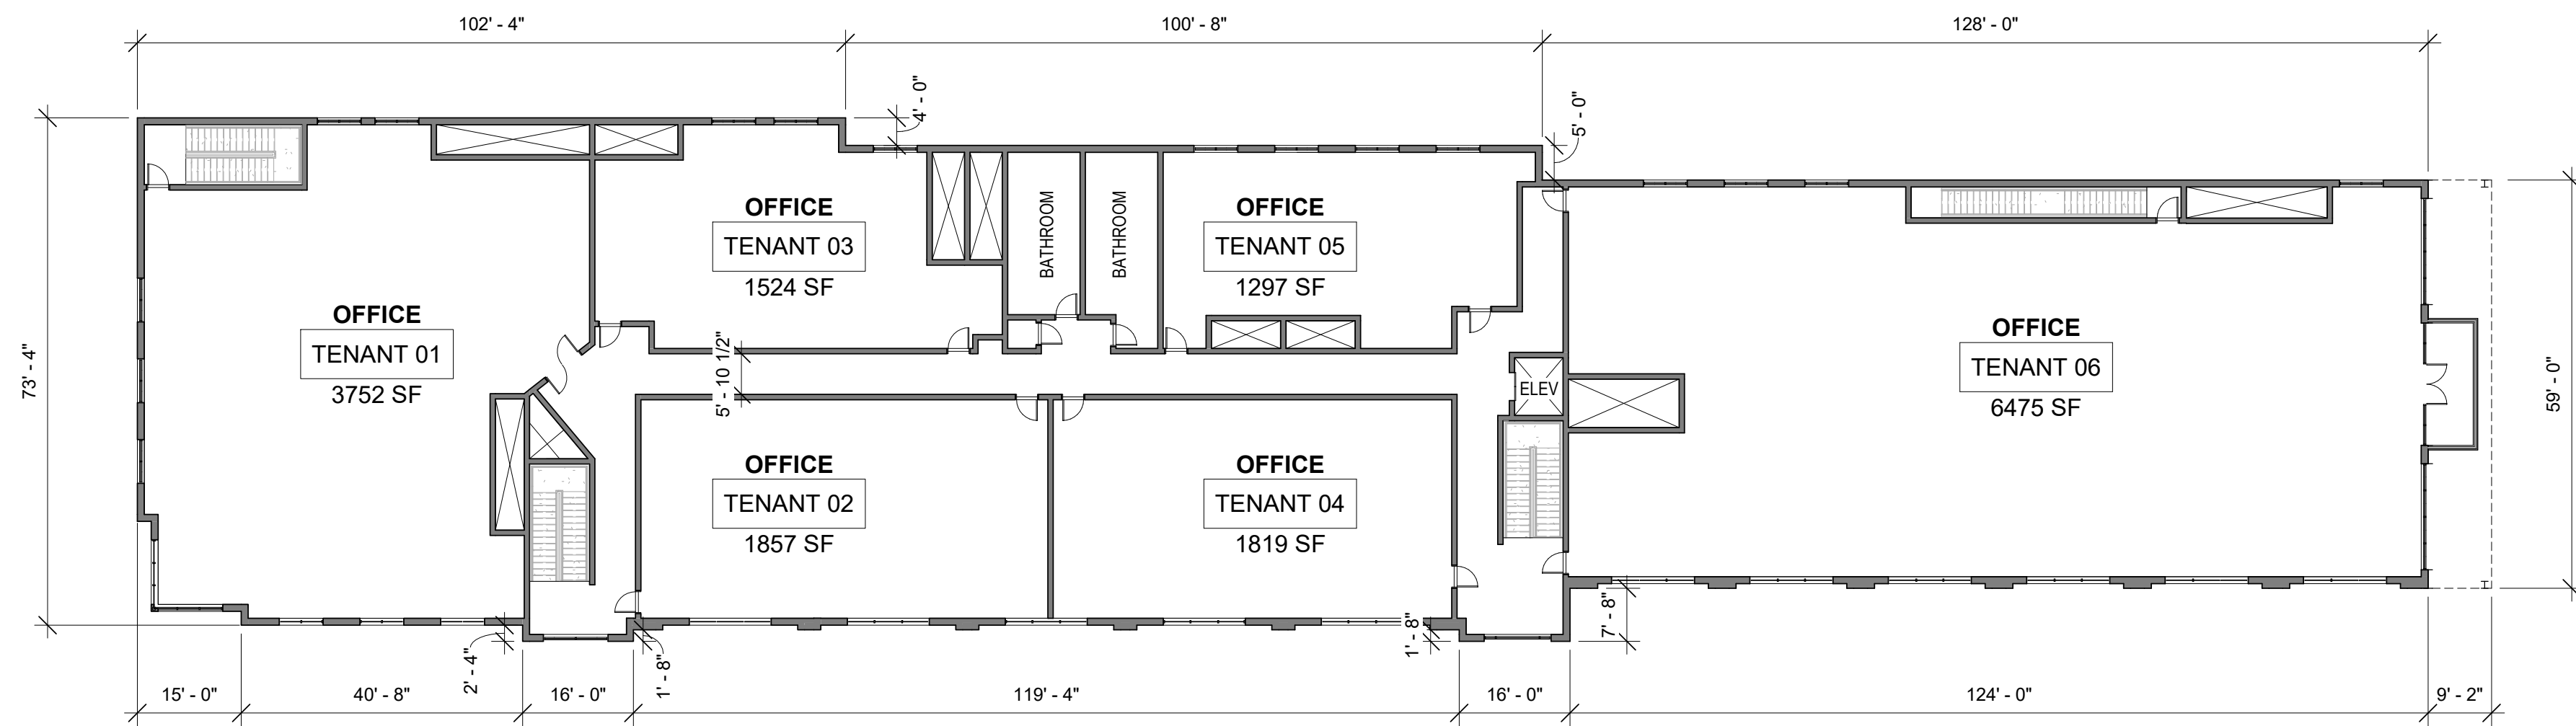 102' - 4"
100' - 8"
128' - 0"
4' - 0"
5' - 0"
73' - 4"
59' - 0"
OFFICE
TENANT 03
1524 SF
BATHROOM
BATHROOM
OFFICE
TENANT 05
1297 SF
OFFICE
TENANT 01
3752 SF
5' - 10 1/2"
ELEV
OFFICE
TENANT 06
6475 SF
OFFICE
TENANT 02
1857 SF
OFFICE
TENANT 04
1819 SF
2' - 4"
1' - 8"
1' - 8"
7' - 8"
15' - 0"
40' - 8"
16' - 0"
119' - 4"
16' - 0"
124' - 0"
9' - 2"